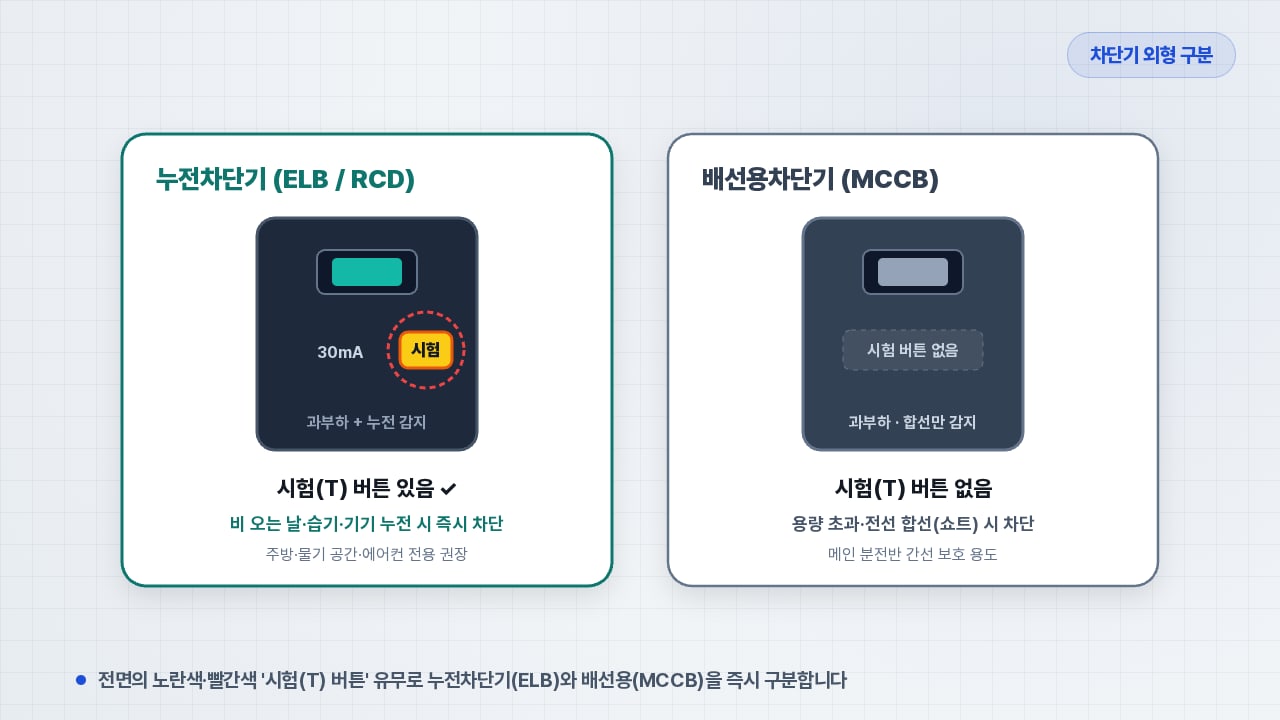 차단기 외형 구분
누전차단기 (ELB / RCD)
30mA
시험
과부하 + 누전 감지
시험(T) 버튼 있음 ✓
비 오는 날·습기·기기 누전 시 즉시 차단
주방·물기 공간·에어컨 전용 권장
배선용차단기 (MCCB)
시험 버튼 없음
과부하 · 합선만 감지
시험(T) 버튼 없음
용량 초과·전선 합선(쇼트) 시 차단
메인 분전반 간선 보호 용도
전면의 노란색·빨간색 '시험(T) 버튼' 유무로 누전차단기(ELB)와 배선용(MCCB)을 즉시 구분합니다